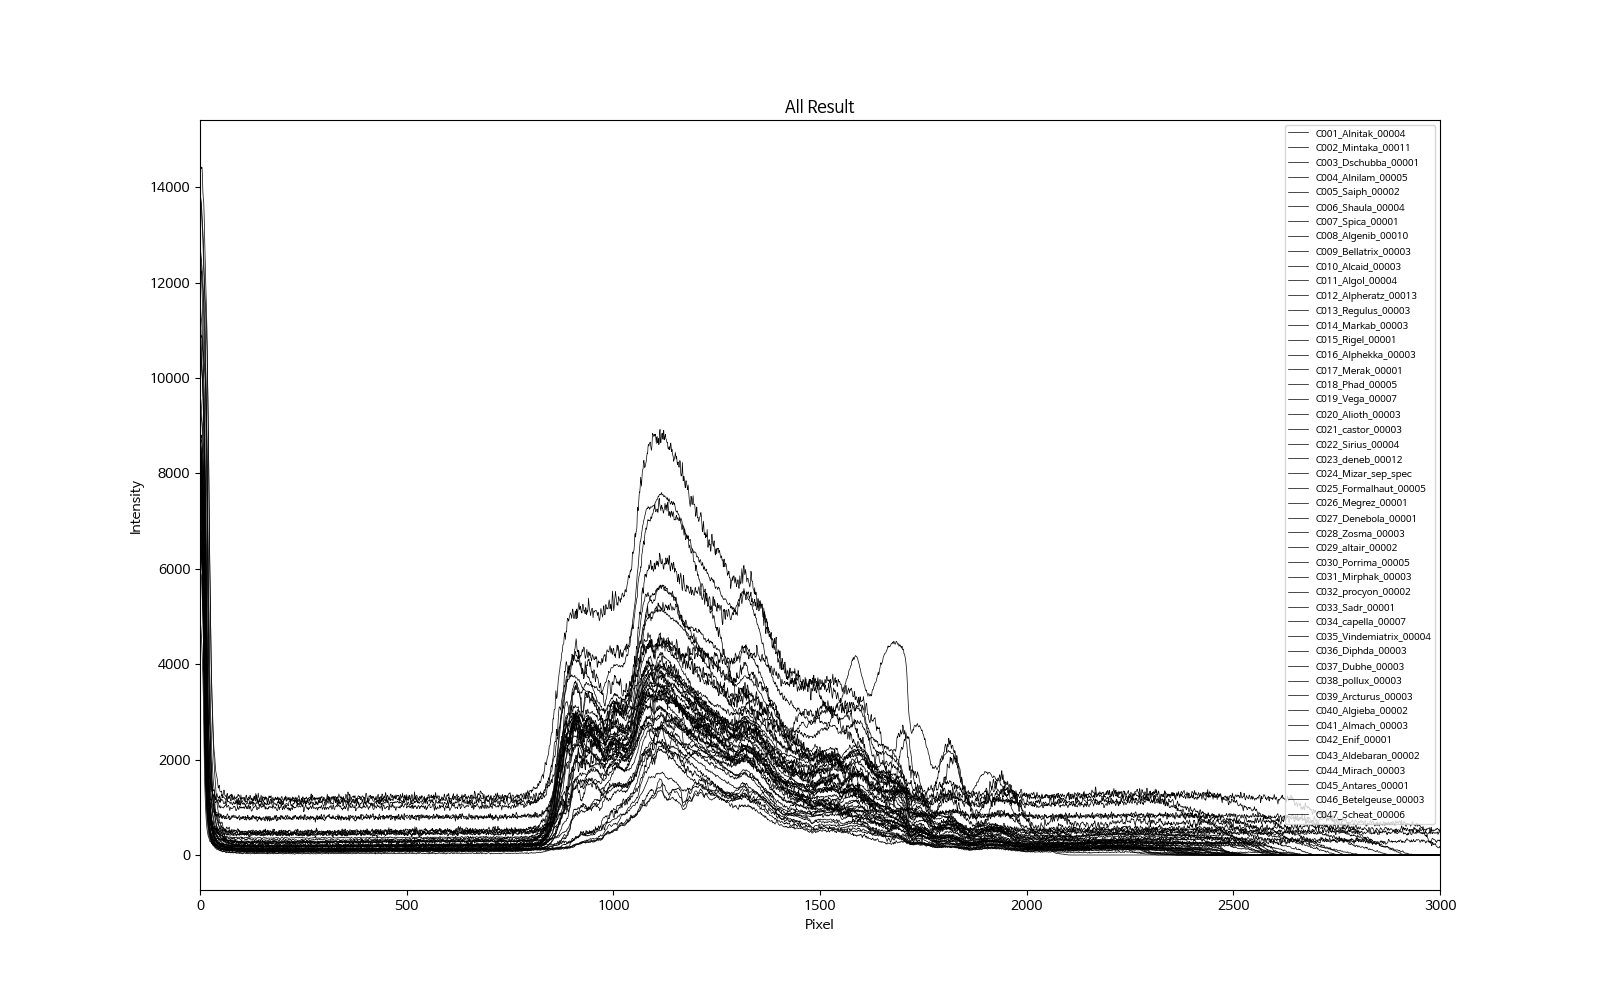 All Result
14000
12000
10000
8000
6000
4000
2000
0
Intensity
0 500 1000 1500 2000 2500 3000
Pixel
C001_Alnitak_00004
C002_Mintaka_00011
C003_Dschubba_00001
C004_Alnilam_00005
C005_Saiph_00002
C006_Shaula_00004
C007_Spica_00001
C008_Algenib_00010
C009_Bellatrix_00003
C010_Alcaid_00003
C011_Algol_00004
C012_Alpheratz_00013
C013_Regulus_00003
C014_Markab_00003
C015_Rigel_00001
C016_Alphekka_00003
C017_Merak_00001
C018_Phad_00005
C019_Vega_00007
C020_Alioth_00003
C021_castor_00003
C022_Sirius_00004
C023_deneb_00012
C024_Mizar_sep_spec
C025_Formalhaut_00005
C026_Megrez_00001
C027_Denebola_00001
C028_Zosma_00003
C029_altair_00002
C030_Porrima_00005
C031_Mirphak_00003
C032_procyon_00002
C033_Sadr_00001
C034_capella_00007
C035_Vindemiatrix_00004
C036_Diphda_00003
C037_Dubhe_00003
C038_pollux_00003
C039_Arcturus_00003
C040_Algieba_00002
C041_Almach_00003
C042_Enif_00001
C043_Aldebaran_00002
C044_Mirach_00003
C045_Antares_00001
C046_Betelgeuse_00003
C047_Scheat_00006